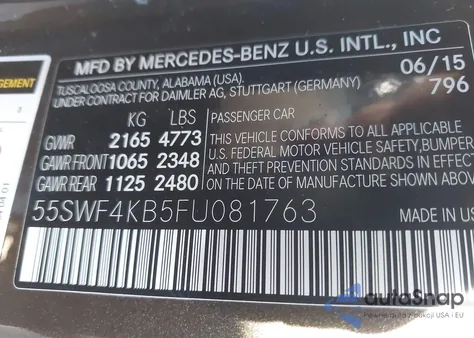 MFD BY MERCEDES-BENZ U.S. INTL., INC
TUSCALOOSA COUNTY, ALABAMA (USA). 06/15
UNDER CONTRACT FOR DAIMLER AG, STUTTGART (GERMANY) 796
KG LBS PASSENGER CAR
GVWR 2165 4773 THIS VEHICLE CONFORMS TO ALL APPLICABLE
GAWR FRONT 1065 2348 U.S. FEDERAL MOTOR VEHICLE SAFETY, BUMPER
GAWR REAR 1125 2480 AND THEFT PREVENTION STANDARDS IN EFFECT
ON THE DATE OF MANUFACTURE SHOWN ABOVE.
55SWF4KB5FU081763 MADE IN US
autoSnap